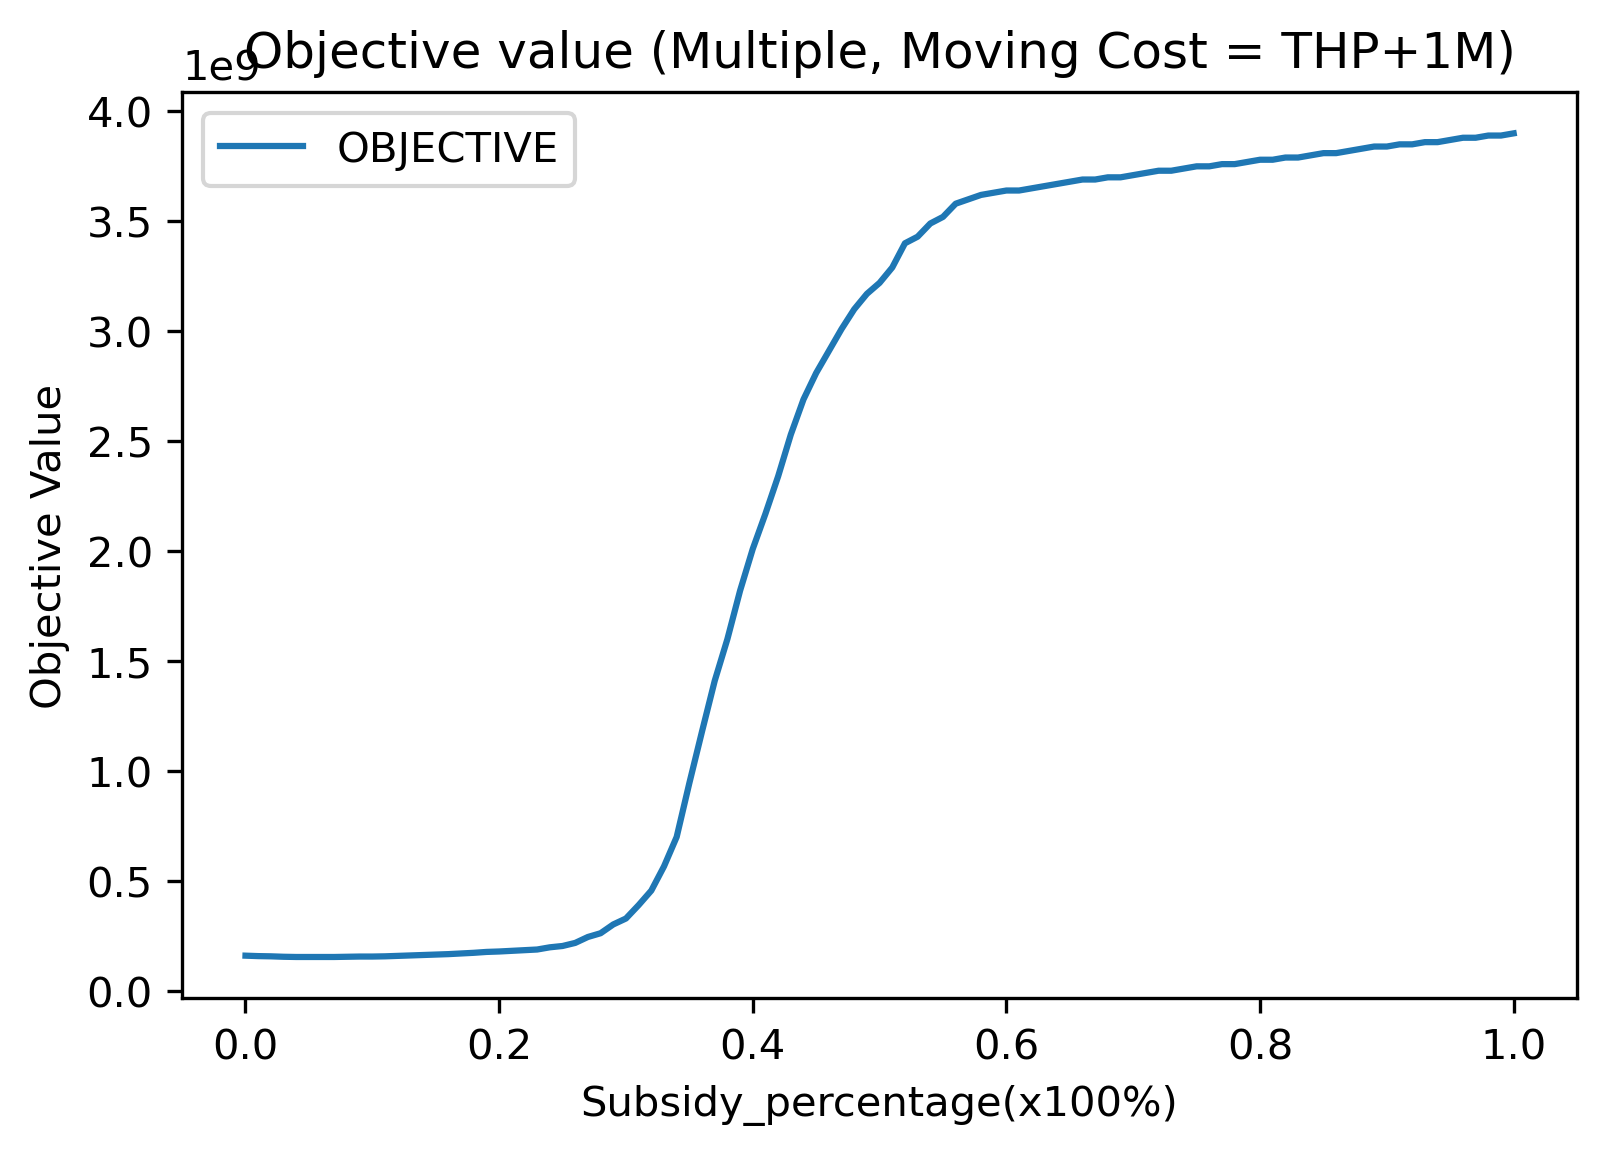 Objective value (Multiple, Moving Cost = THP+1M)
1e9
OBJECTIVE
4.0
3.5
3.0
2.5
2.0
1.5
1.0
0.5
0.0
Objective Value
0.0 0.2 0.4 0.6 0.8 1.0
Subsidy_percentage(x100%)